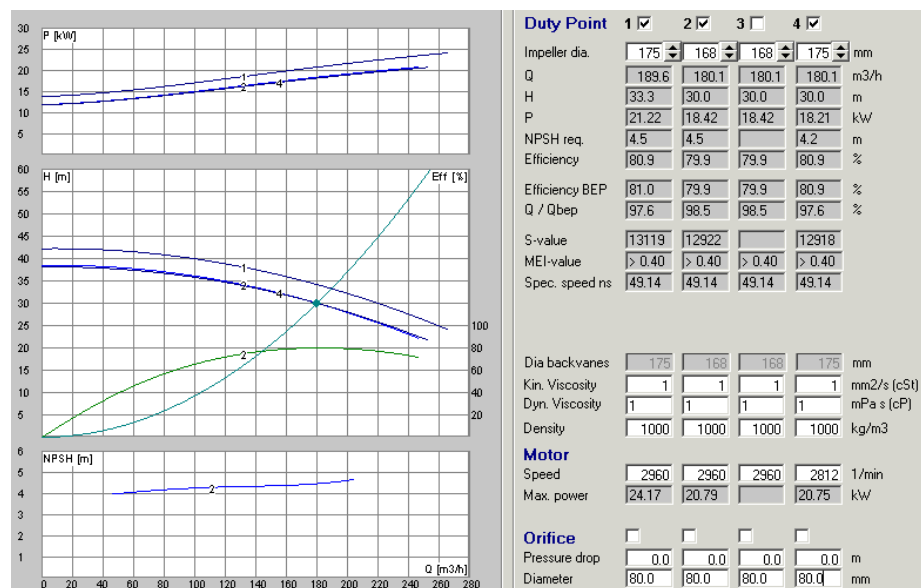 P [kW]
30
25
20
15
10
5
1
2
4
H [m]
Eff [%]
60
55
50
45
40
35
30
25
20
15
10
5
100
80
60
40
20
1
2
4
2
NPSH [m]
6
5
4
3
2
1
2
Q [m3/h]
0 20 40 60 80 100 120 140 160 180 200 220 240 260 280
Duty Point 1 2 3 4
Impeller dia. 175 168 168 175 mm
Q 189.6 180.1 180.1 180.1 m3/h
H 33.3 30.0 30.0 30.0 m
P 21.22 18.42 18.42 18.21 kW
NPSH req. 4.5 4.5 4.2 m
Efficiency 80.9 79.9 79.9 80.9 %
Efficiency BEP 81.0 79.9 79.9 80.9 %
Q / Qbep 97.6 98.5 98.5 97.6 %
S-value 13119 12922 12918
MEI-value > 0.40 > 0.40 > 0.40 > 0.40
Spec. speed ns 49.14 49.14 49.14 49.14
Dia backvanes 175 168 168 175 mm
Kin. Viscosity 1 1 1 1 mm2/s (cSt)
Dyn. Viscosity 1 1 1 1 mPa s (cP)
Density 1000 1000 1000 1000 kg/m3
Motor
Speed 2960 2960 2960 2812 1/min
Max. power 24.17 20.79 20.75 kW
Orifice
Pressure drop 0.0 0.0 0.0 0.0 m
Diameter 80.0 80.0 80.0 80.0 mm